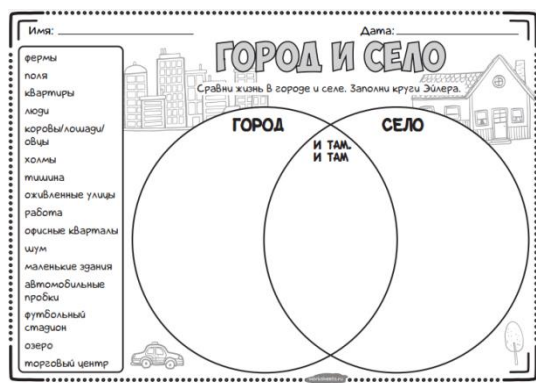 Имя:
Дата:
ГОРОД И СЕЛО
Сравни жизнь в городе и селе. Заполни круги Эйлера.
фермы
поля
квартиры
люди
коровы/лошади/
овцы
холмы
тишина
оживленные улицы
работа
офисные кварталы
шум
маленькие здания
автомобильные
пробки
футбольный
стадион
озеро
торговый центр
ГОРОД
И ТАМ,
И ТАМ
СЕЛО